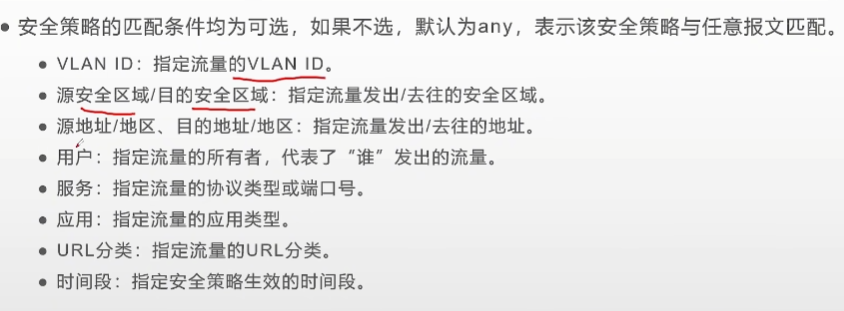 • 安全策略的匹配条件均为可选，如果不选，默认为any，表示该安全策略与任意报文匹配。
• VLAN ID：指定流量的VLAN ID。
• 源安全区域/目的安全区域：指定流量发出/去往的安全区域。
• 源地址/地区、目的地址/地区：指定流量发出/去往的地址。
• 用户：指定流量的所有者，代表了“谁”发出的流量。
• 服务：指定流量的协议类型或端口号。
• 应用：指定流量的应用类型。
• URL分类：指定流量的URL分类。
• 时间段：指定安全策略生效的时间段。